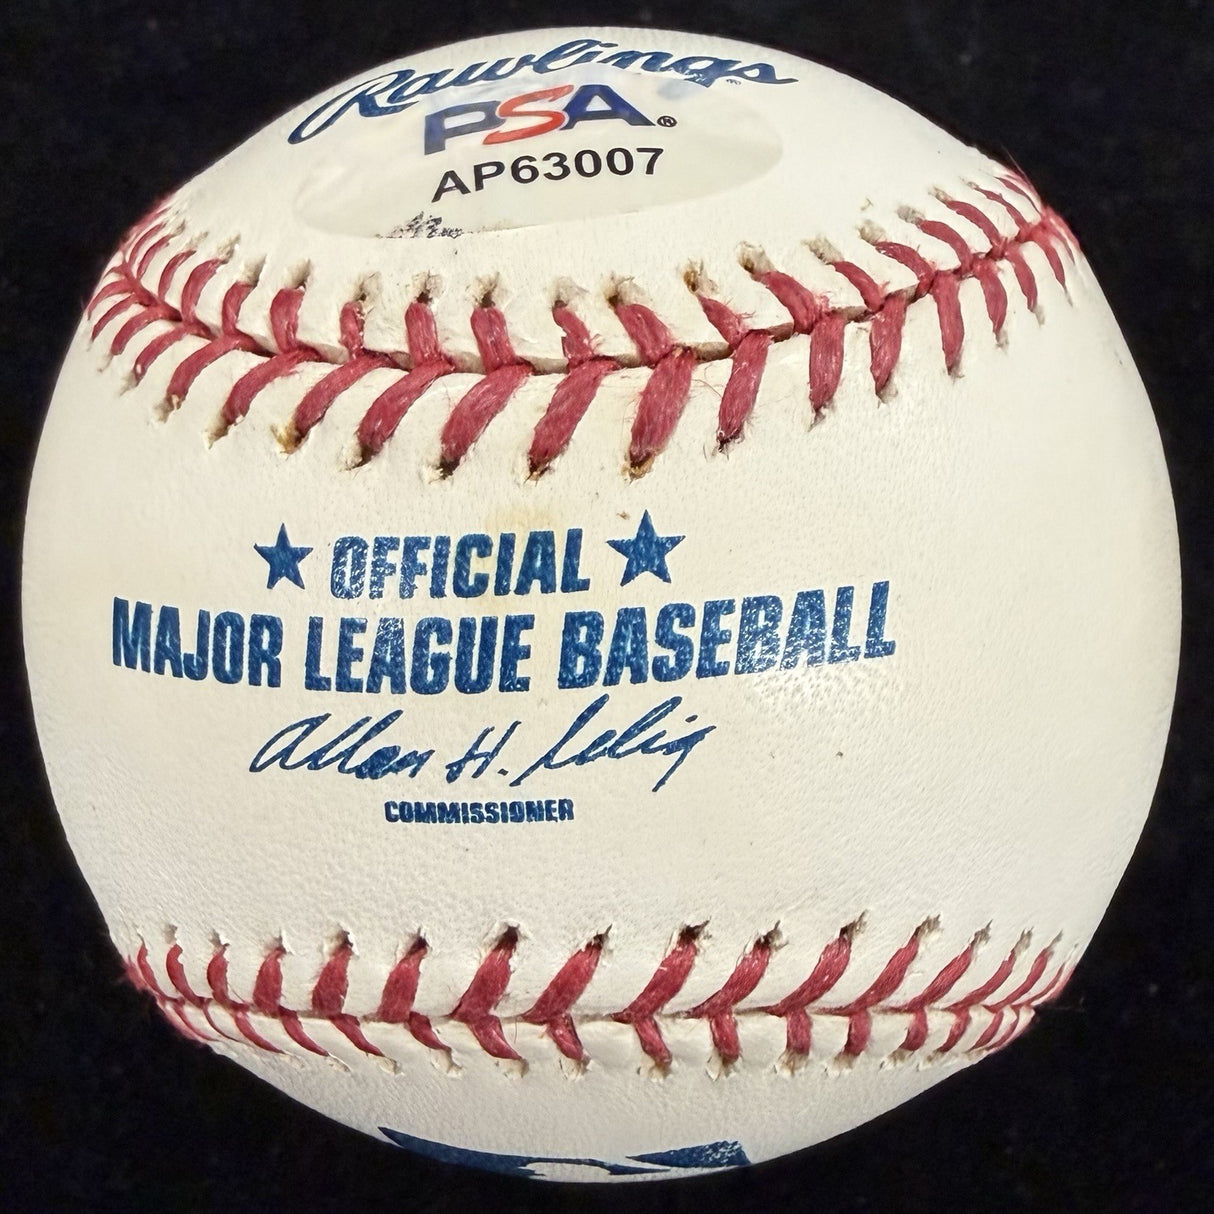 Rawlings
PSA®
AP63007
★ OFFICIAL ★
MAJOR LEAGUE BASEBALL
Allan H. Selig
COMMISSIONER